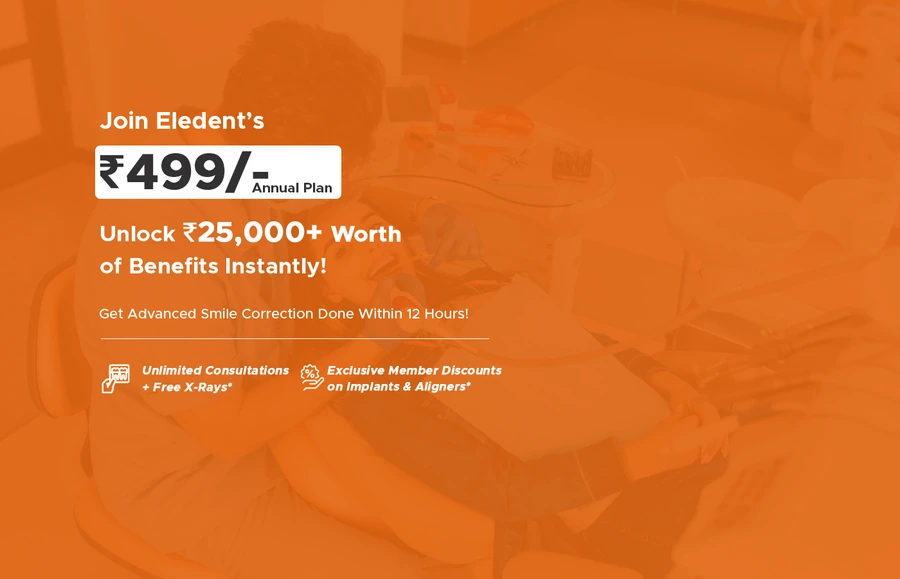 Join Eledent's
₹499/- Annual Plan
Unlock ₹25,000+ Worth
of Benefits Instantly!
Get Advanced Smile Correction Done Within 12 Hours!
Unlimited Consultations
+ Free X-Rays*
Exclusive Member Discounts
on Implants & Aligners*